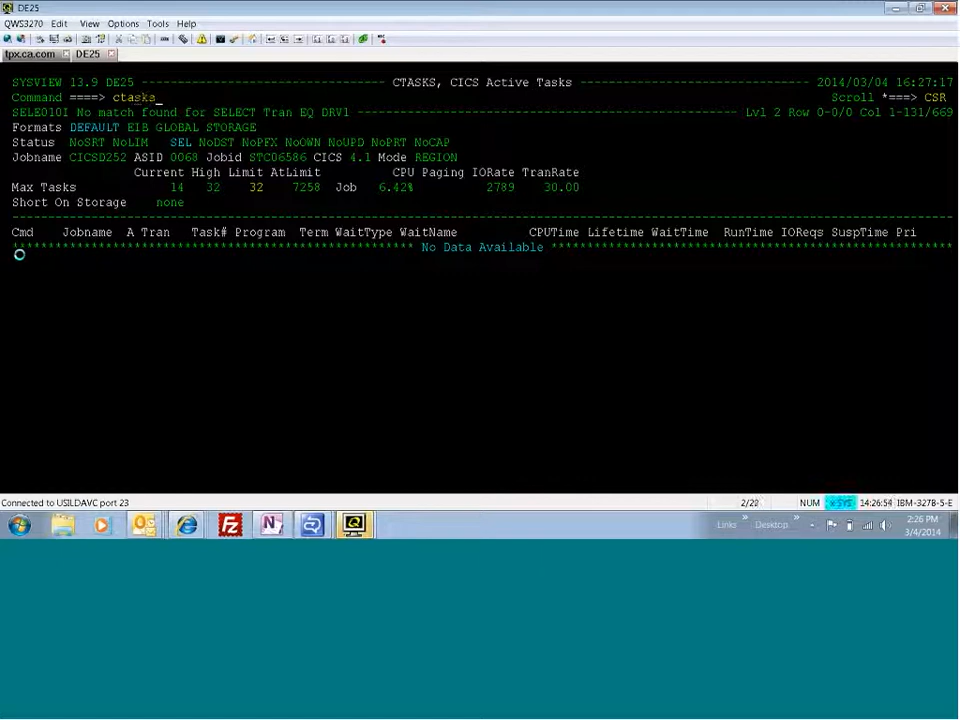 DE25
QWS3270 Edit View Options Tools Help
tpx.ca.com DE25
SYSVIEW 13.9 DE25 ---------------------------------- CTASKS, CICS Active Tasks -------------------------------- 2014/03/04 16:27:17
Command ====> ctasks_ Scroll *===> CSR
SELE010I No match found for SELECT Tran EQ DRV1 -------------------------------------------------- Lvl 2 Row 0-0/0 Col 1-131/669
Formats DEFAULT EIB GLOBAL STORAGE
Status NoSRT NoLIM SEL NoDST NoPFX NoOWN NoUPD NoPRT NoCAP
Jobname CICSD252 ASID 0068 Jobid STC06586 CICS 4.1 Mode REGION
Current High Limit AtLimit CPU Paging IORate TranRate
Max Tasks 14 32 32 7258 Job 6.42% 2789 30.00
Short On Storage none
Cmd Jobname A Tran Task# Program Term WaitType WaitName CPUTime Lifetime WaitTime RunTime IOReqs SuspTime Pri
******************************************************* No Data Available *******************************************************
Connected to USILDAVC port 23 2/20 NUM 14:26:54 IBM-3278-5-E
Links » Desktop » 2:26 PM
3/4/2014